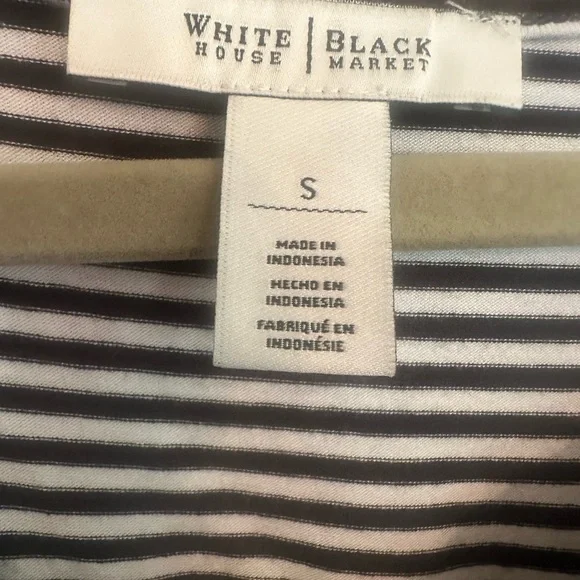 WHITE | BLACK
HOUSE | MARKET
S
MADE IN
INDONESIA
HECHO EN
INDONESIA
FABRIQUÉ EN
INDONÉSIE